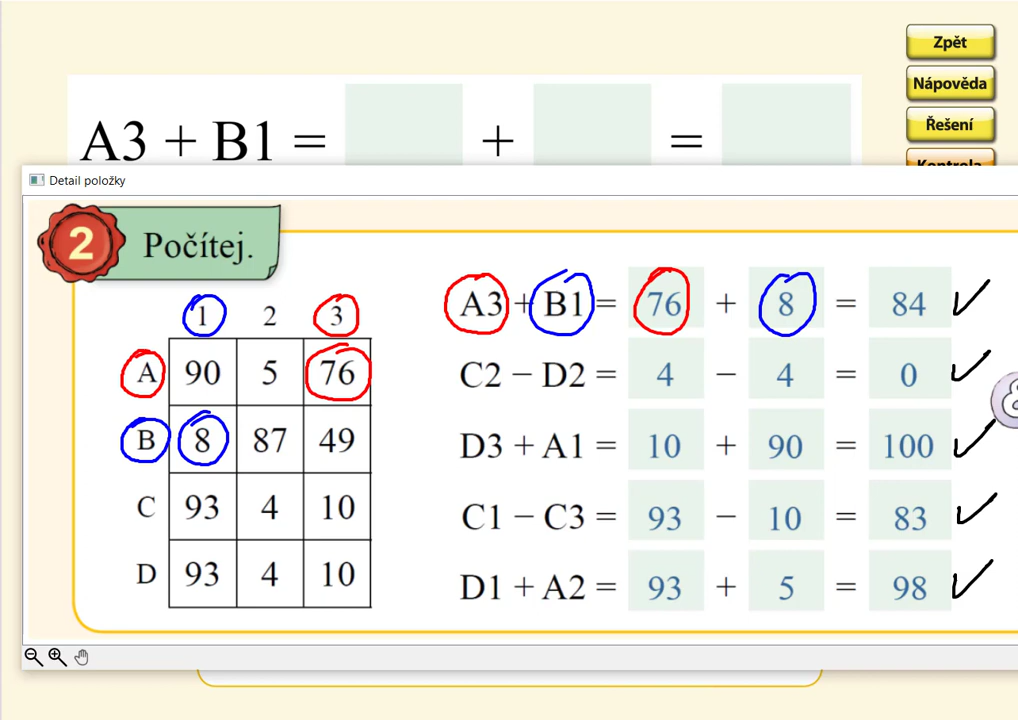 Zpět
Nápověda
Řešení
A3 + B1 = + =
Detail položky
2 Počítej.
1 2 3
A 90 5 76
B 8 87 49
C 93 4 10
D 93 4 10
A3 + B1 = 76 + 8 = 84
C2 − D2 = 4 − 4 = 0
D3 + A1 = 10 + 90 = 100
C1 − C3 = 93 − 10 = 83
D1 + A2 = 93 + 5 = 98